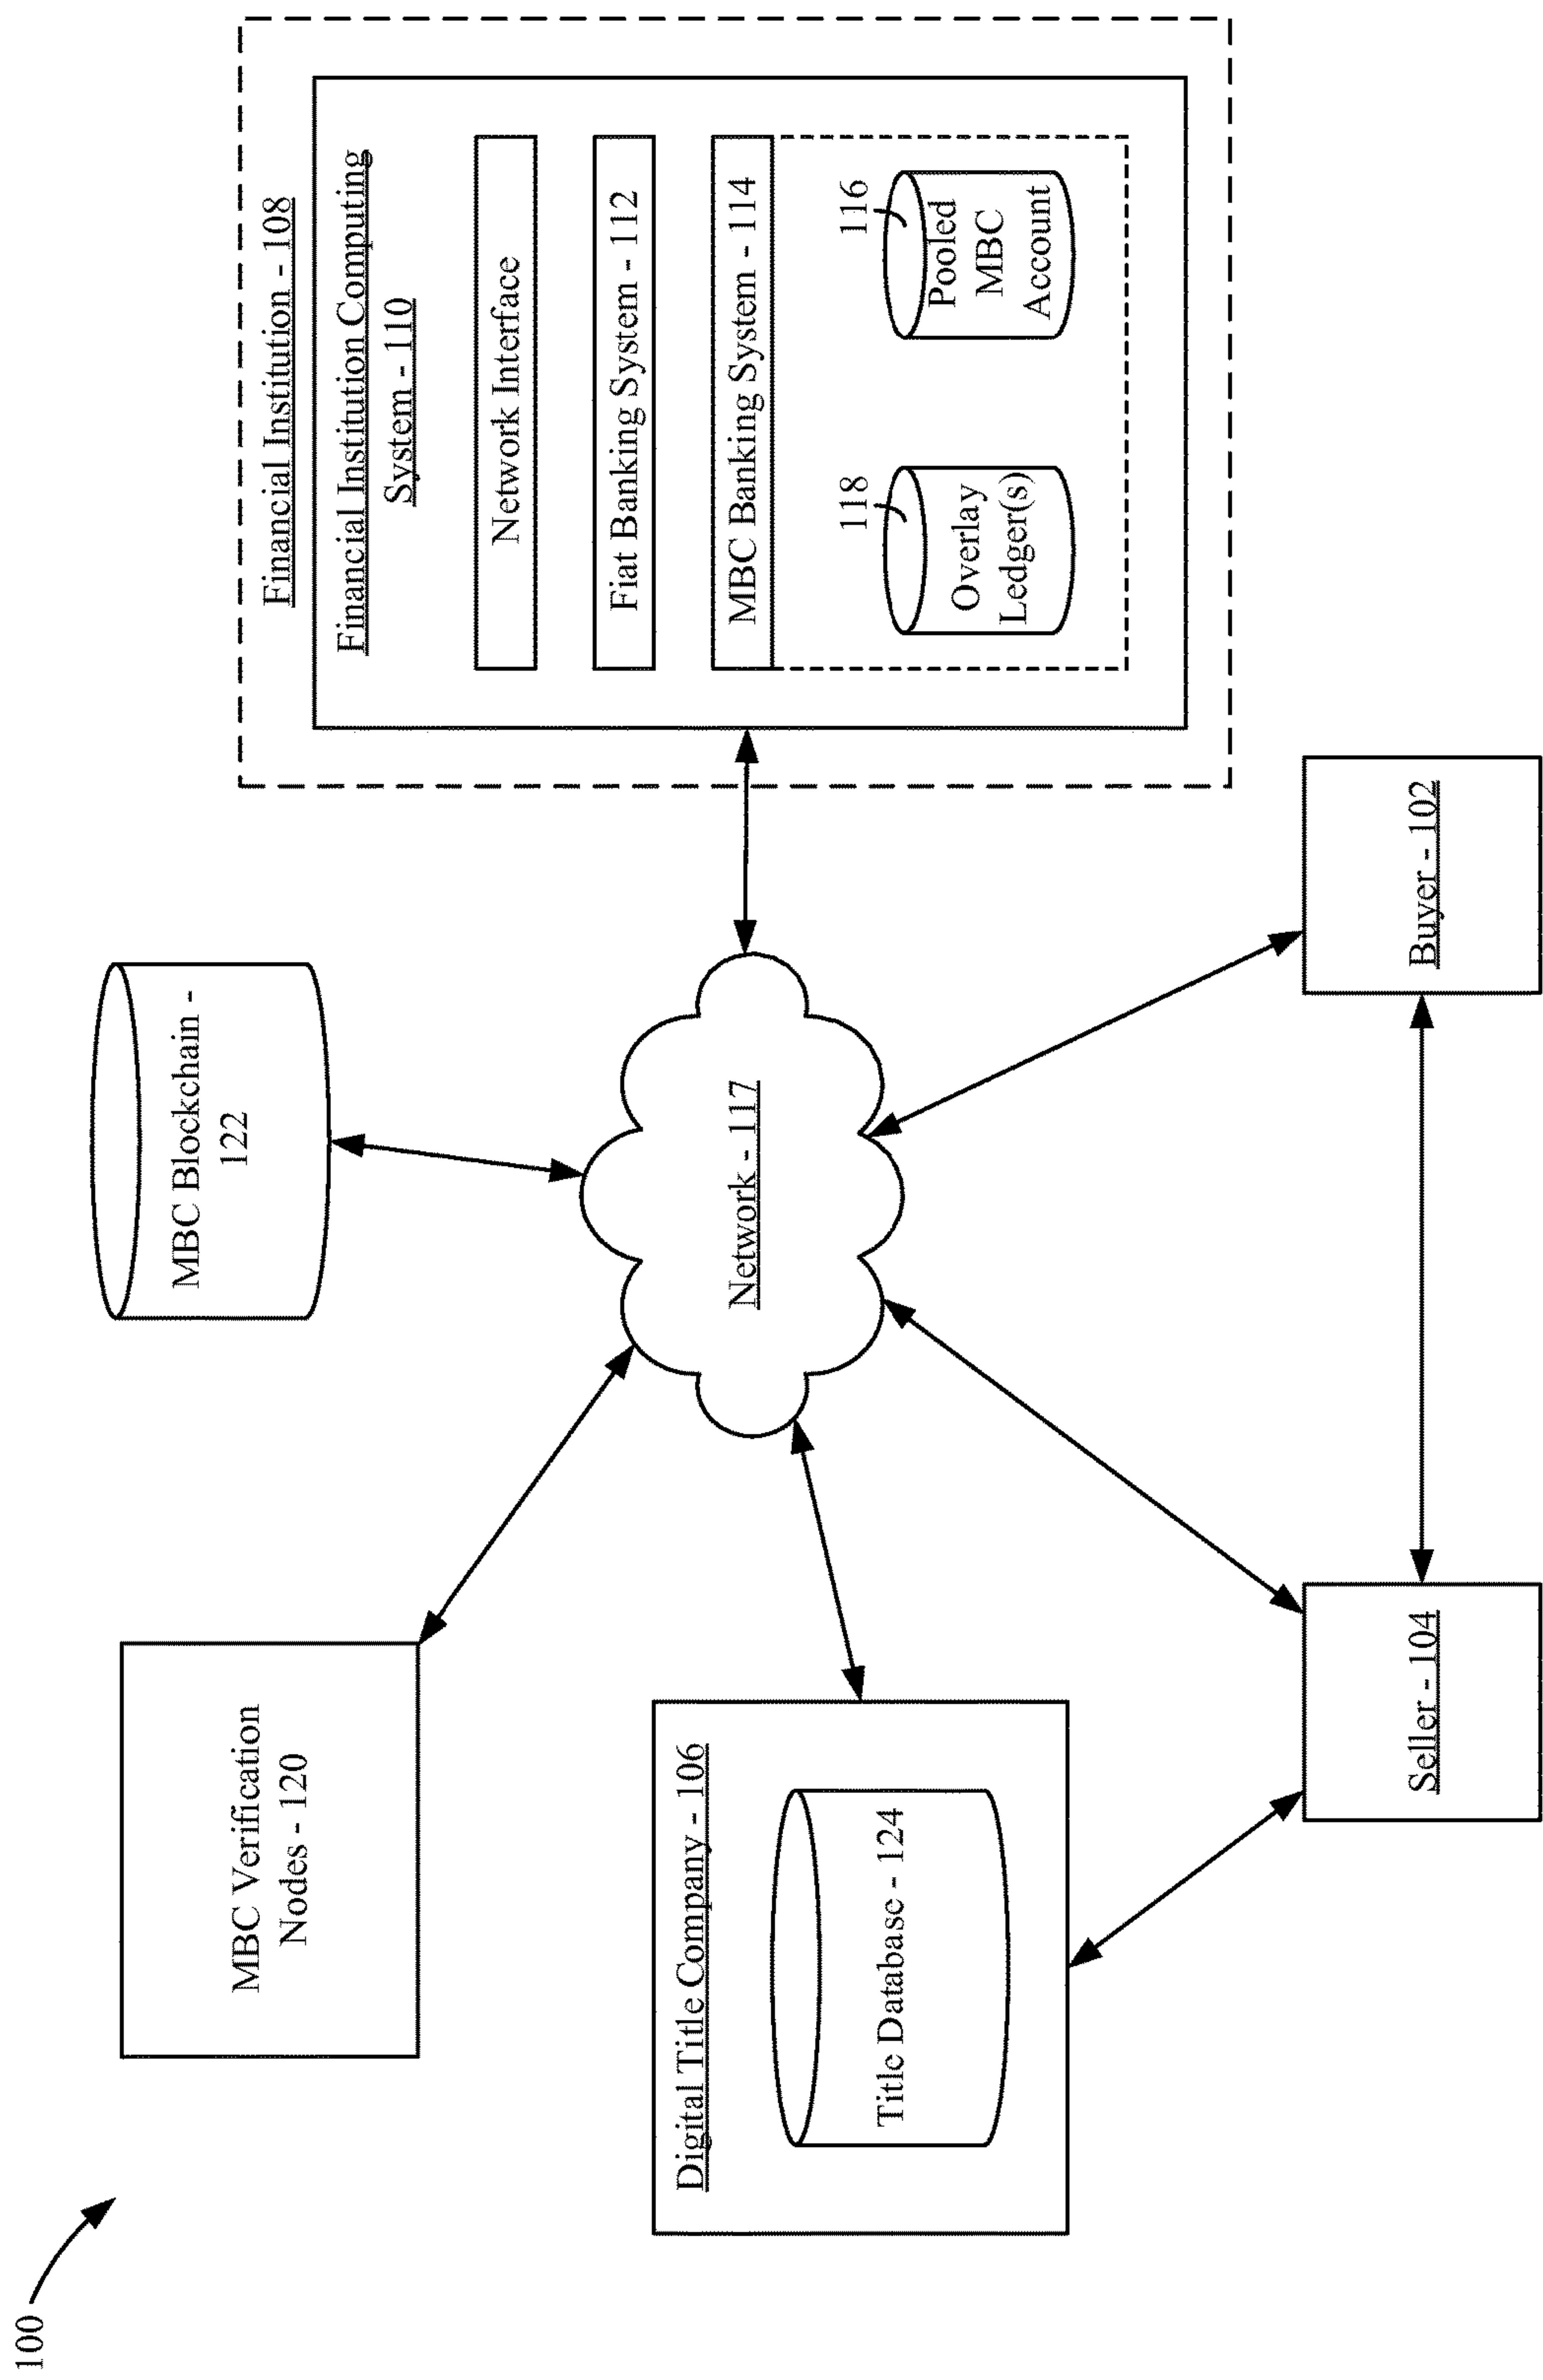 100
MBC Verification
Nodes - 120
MBC Blockchain -
122
Financial Institution - 108
Financial Institution Computing
System - 110
Network Interface
Fiat Banking System - 112
MBC Banking System - 114
118
Overlay
Ledger(s)
116
Pooled
MBC
Account
Network - 117
Digital Title Company - 106
Title Database - 124
Seller - 104
Buyer - 102